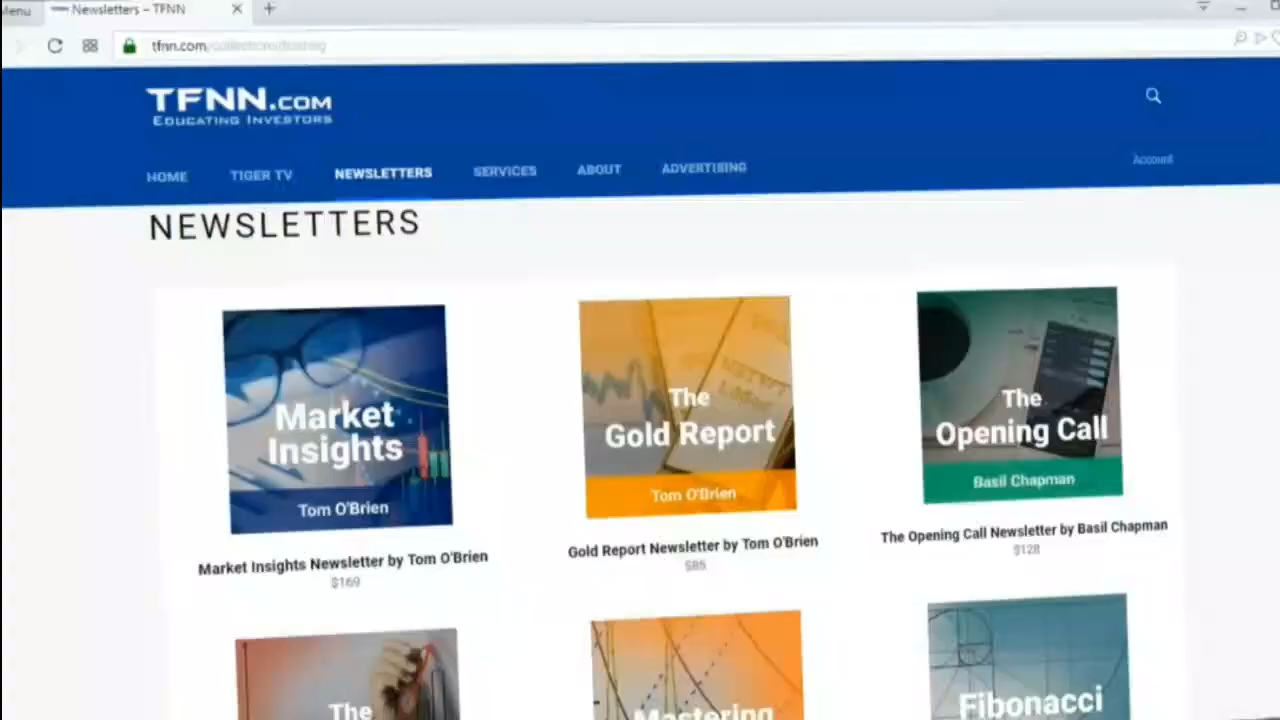 Menu
Newsletters – TFNN
tfnn.com
TFNN.COM
EDUCATING INVESTORS
HOME TIGER TV NEWSLETTERS SERVICES ABOUT ADVERTISING
Account
NEWSLETTERS
Market
Insights
Tom O'Brien
Market Insights Newsletter by Tom O'Brien
$169
The
Gold Report
Tom O'Brien
Gold Report Newsletter by Tom O'Brien
The
Opening Call
Basil Chapman
The Opening Call Newsletter by Basil Chapman
$128
The
Mastering
Fibonacci